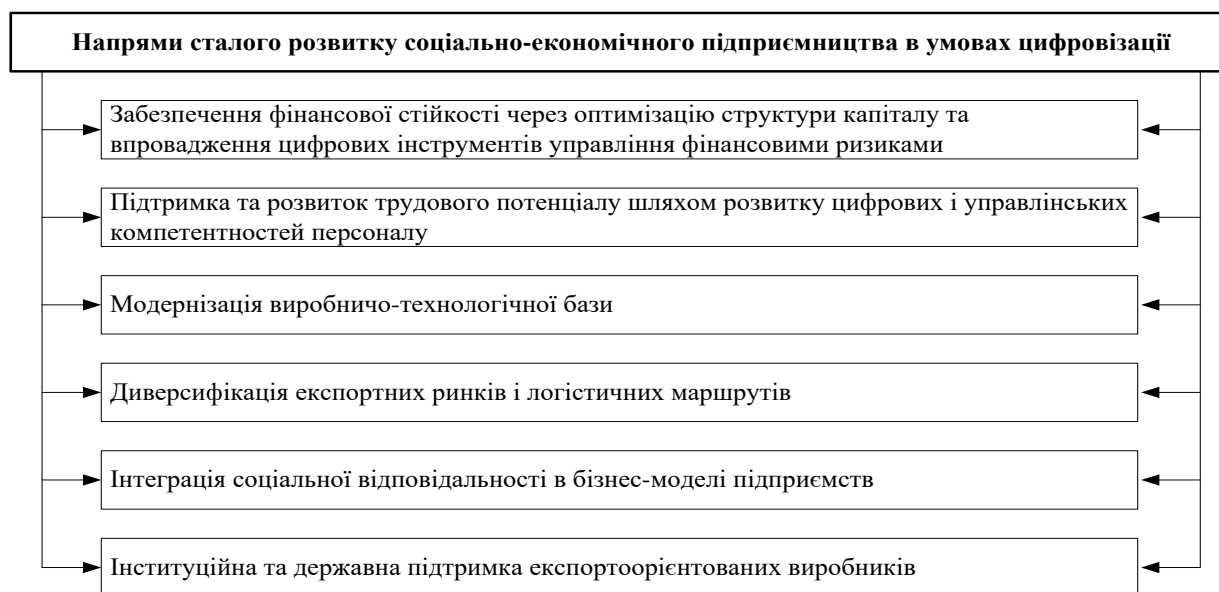 Напрями сталого розвитку соціально-економічного підприємництва в умовах цифровізації
Забезпечення фінансової стійкості через оптимізацію структури капіталу та
впровадження цифрових інструментів управління фінансовими ризиками
Підтримка та розвиток трудового потенціалу шляхом розвитку цифрових і управлінських
компетентностей персоналу
Модернізація виробничо-технологічної бази
Диверсифікація експортних ринків і логістичних маршрутів
Інтеграція соціальної відповідальності в бізнес-моделі підприємств
Інституційна та державна підтримка експортоорієнтованих виробників